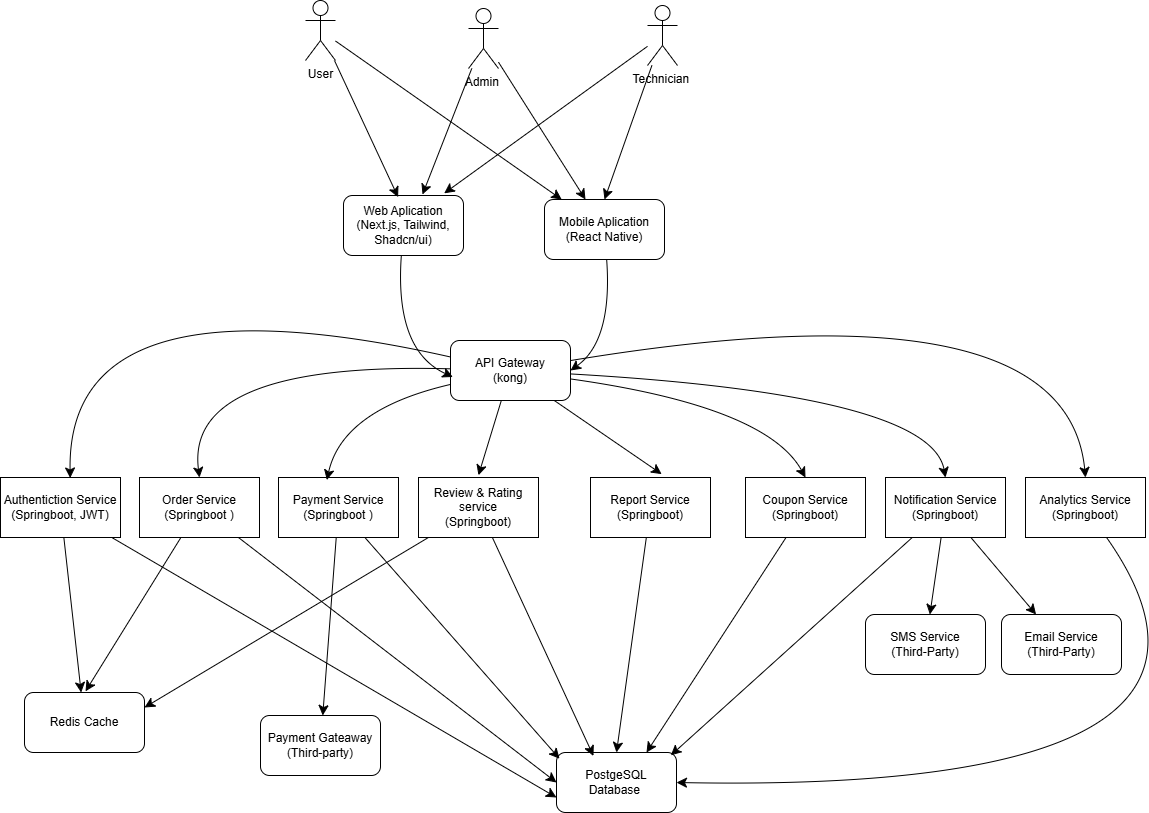 User
Admin
Technician
Web Aplication
(Next.js, Tailwind,
Shadcn/ui)
Mobile Aplication
(React Native)
API Gateway
(kong)
Authentiction Service
(Springboot, JWT)
Order Service
(Springboot )
Payment Service
(Springboot )
Review & Rating
service
(Springboot)
Report Service
(Springboot)
Coupon Service
(Springboot)
Notification Service
(Springboot)
Analytics Service
(Springboot)
SMS Service
(Third-Party)
Email Service
(Third-Party)
Redis Cache
Payment Gateaway
(Third-party)
PostgeSQL
Database